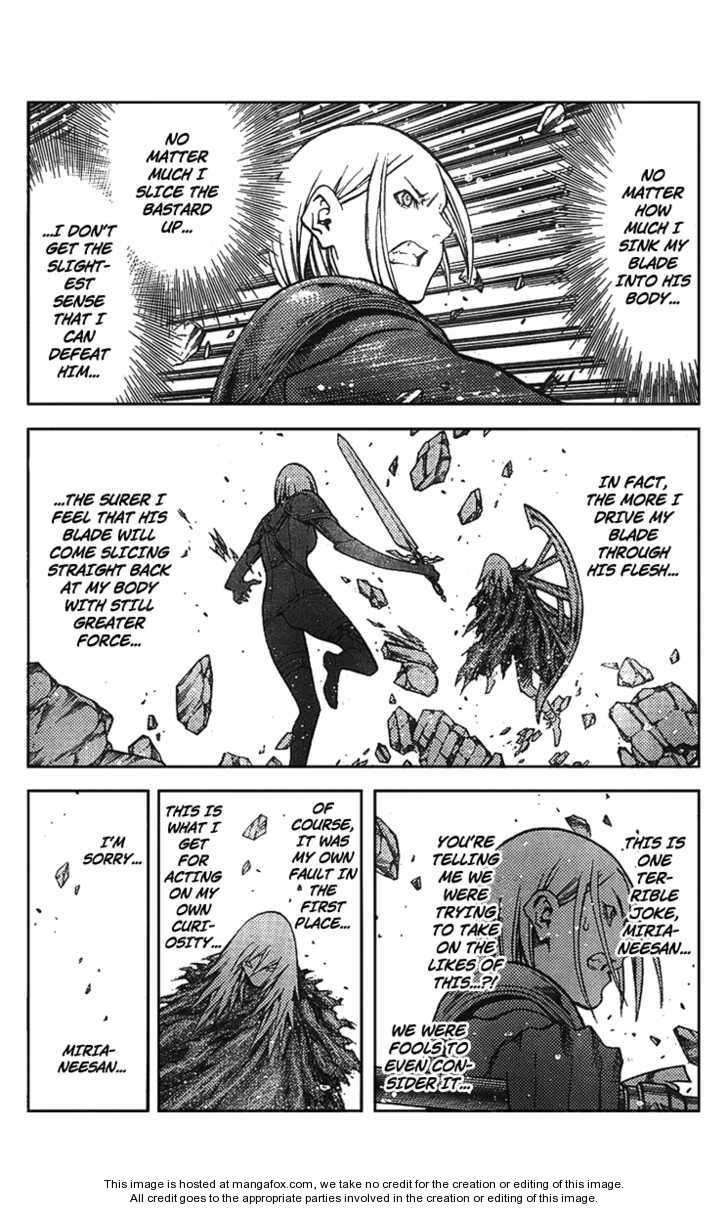 NO
MATTER
HOW
MUCH I
SINK MY
BLADE
INTO HIS
BODY...
NO
MATTER
MUCH I
SLICE THE
BASTARD
UP...
...I DON'T
GET THE
SLIGHT-
EST
SENSE
THAT I
CAN
DEFEAT
HIM...
IN FACT,
THE MORE I
DRIVE MY
BLADE
THROUGH
HIS FLESH...
...THE SURER I
FEEL THAT HIS
BLADE WILL
COME SLICING
STRAIGHT BACK
AT MY BODY
WITH STILL
GREATER
FORCE...
THIS IS
ONE
TER-
RIBLE
JOKE,
MIRIA-
NEESAN...
YOU'RE
TELLING
ME WE
WERE
TRYING
TO TAKE
ON THE
LIKES OF
THIS...?!
WE WERE
FOOLS TO
EVEN CON-
SIDER IT...
OF
COURSE,
IT WAS
MY OWN
FAULT IN
THE
FIRST
PLACE...
THIS IS
WHAT I
GET
FOR
ACTING
ON MY
OWN
CURI-
OSITY...
I'M
SORRY...
MIRIA-
NEESAN...
This image is hosted at mangafox.com, we take no credit for the creation or editing of this image.
All credit goes to the appropriate parties involved in the creation or editing of this image.